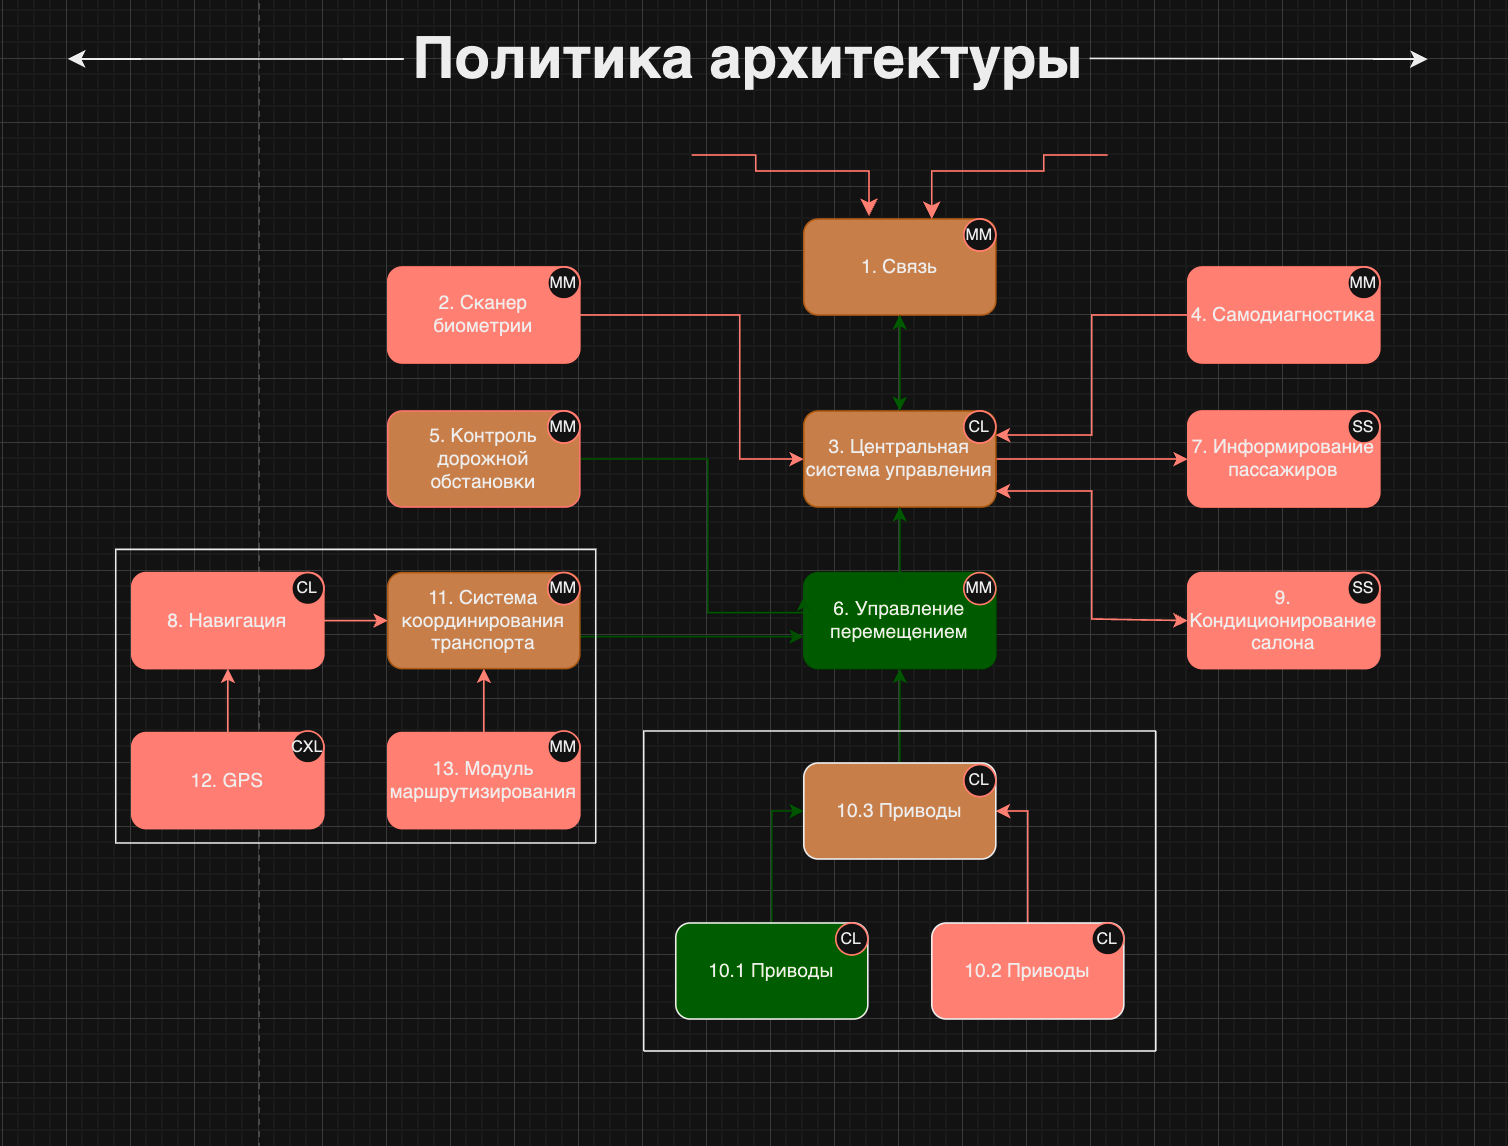 Политика архитектуры
MM
1. Связь
MM
2. Сканер
биометрии
MM
4. Самодиагностика
MM
5. Контроль
дорожной
обстановки
CL
3. Центральная
система управления
SS
7. Информирование
пассажиров
CL
8. Навигация
MM
11. Система
координирования
транспорта
MM
6. Управление
перемещением
SS
9.
Кондиционирование
салона
CXL
12. GPS
MM
13. Модуль
маршрутизирования
CL
10.3 Приводы
CL
10.1 Приводы
CL
10.2 Приводы